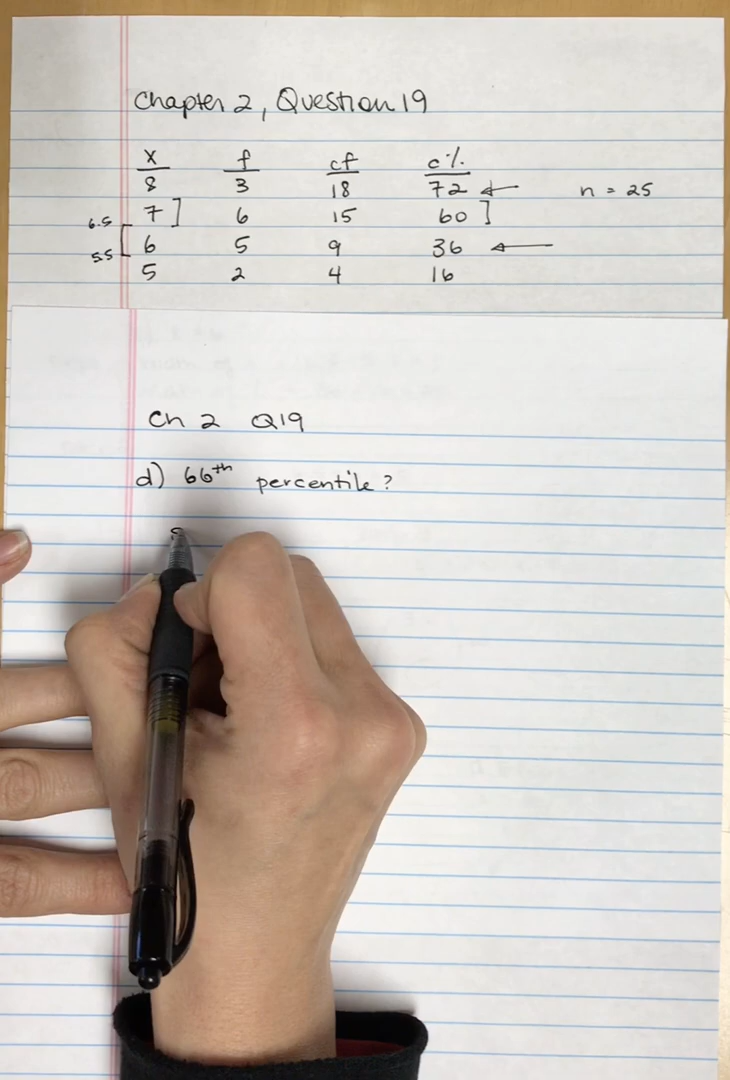 Chapter 2, Question 19
X f cf c%
8 3 18 72 ← n = 25
6.5 7 ] 6 15 60 ]
5.5 [ 6 5 9 36 ←
5 2 4 16
Ch 2 Q19
d) 66th percentile?